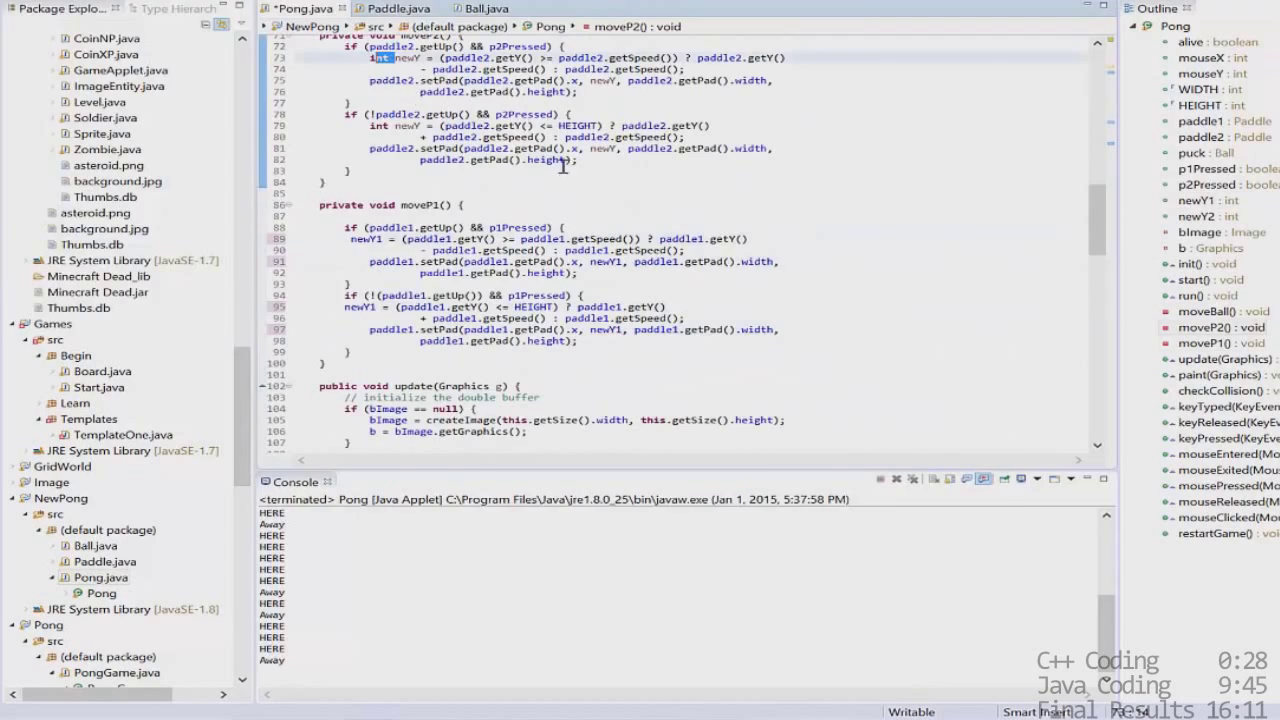 Package Explo...
Type Hierarch
*Pong.java
Paddle.java
Ball.java
Outline
NewPong
src
(default package)
Pong
moveP2() : void
CoinNP.java
CoinXP.java
GameApplet.java
ImageEntity.java
Level.java
Soldier.java
Sprite.java
Zombie.java
asteroid.png
background.jpg
Thumbs.db
asteroid.png
background.jpg
Thumbs.db
JRE System Library [JavaSE-1.7]
Minecraft Dead_lib
Minecraft Dead.jar
Thumbs.db
Games
src
Begin
Board.java
Start.java
Learn
Templates
TemplateOne.java
JRE System Library [JavaSE-1.7]
GridWorld
Image
NewPong
src
(default package)
Ball.java
Paddle.java
Pong.java
Pong
JRE System Library [JavaSE-1.8]
Pong
src
(default package)
PongGame.java
71 private void moveP2() {
72 if (paddle2.getUp() && p2Pressed) {
73 int newY = (paddle2.getY() >= paddle2.getSpeed()) ? paddle2.getY()
74 - paddle2.getSpeed() : paddle2.getSpeed();
75 paddle2.setPad(paddle2.getPad().x, newY, paddle2.getPad().width,
76 paddle2.getPad().height);
77 }
78 if (!paddle2.getUp() && p2Pressed) {
79 int newY = (paddle2.getY() <= HEIGHT) ? paddle2.getY()
80 + paddle2.getSpeed() : paddle2.getSpeed();
81 paddle2.setPad(paddle2.getPad().x, newY, paddle2.getPad().width,
82 paddle2.getPad().height);
83 }
84 }
85
86 private void moveP1() {
87
88 if (paddle1.getUp() && p1Pressed) {
89 newY1 = (paddle1.getY() >= paddle1.getSpeed()) ? paddle1.getY()
90 - paddle1.getSpeed() : paddle1.getSpeed();
91 paddle1.setPad(paddle1.getPad().x, newY1, paddle1.getPad().width,
92 paddle1.getPad().height);
93 }
94 if (!(paddle1.getUp()) && p1Pressed) {
95 newY1 = (paddle1.getY() <= HEIGHT) ? paddle1.getY()
96 + paddle1.getSpeed() : paddle1.getSpeed();
97 paddle1.setPad(paddle1.getPad().x, newY1, paddle1.getPad().width,
98 paddle1.getPad().height);
99 }
100 }
101
102 public void update(Graphics g) {
103 // initialize the double buffer
104 if (bImage == null) {
105 bImage = createImage(this.getSize().width, this.getSize().height);
106 b = bImage.getGraphics();
107 }
Console
<terminated> Pong [Java Applet] C:\Program Files\Java\jre1.8.0_25\bin\javaw.exe (Jan 1, 2015, 5:37:58 PM)
HERE
Away
HERE
HERE
HERE
HERE
HERE
Away
HERE
Away
HERE
HERE
HERE
Away
Pong
alive : boolean
mouseX : int
mouseY : int
WIDTH : int
HEIGHT : int
paddle1 : Paddle
paddle2 : Paddle
puck : Ball
p1Pressed : boolean
p2Pressed : boolean
newY1 : int
newY2 : int
bImage : Image
b : Graphics
init() : void
start() : void
run() : void
moveBall() : void
moveP2() : void
moveP1() : void
update(Graphics)
paint(Graphics) :
checkCollision() :
keyTyped(KeyEve
keyReleased(KeyE
keyPressed(KeyEv
mouseEntered(Mo
mouseExited(Mou
mousePressed(Mo
mouseReleased(M
mouseClicked(Mou
restartGame() : vo
C++ Coding 0:28
Java Coding 9:45
Final Results 16:11
Writable
Smart Insert
73 : 14